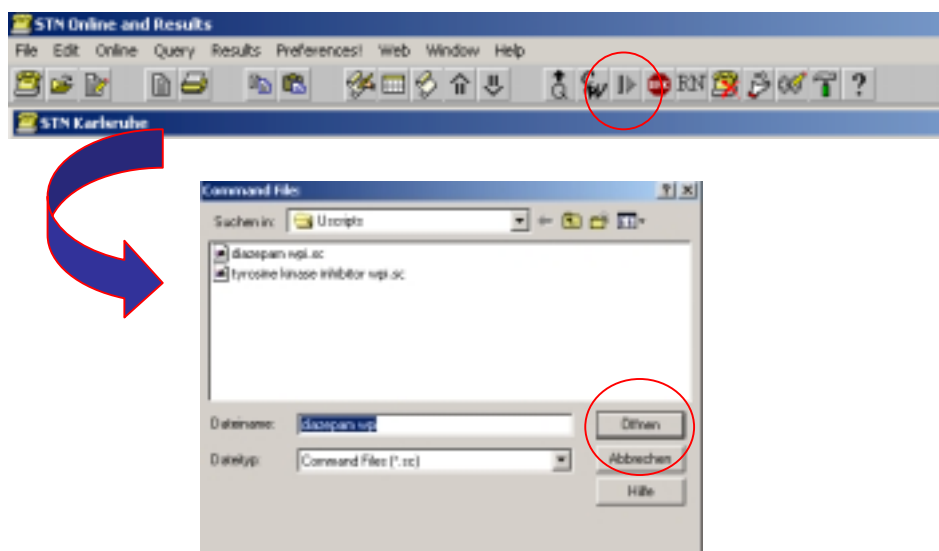 STN Online and Results
File Edit Online Query Results Preferences! Web Window Help
RN ?
STN Karlsruhe
Command Files
Suchen in: Uscripts
diazepam wpi.sc
tyrosine kinase inhibitor wpi.sc
Dateiname: diazepam wpi Öffnen
Dateityp: Command Files (*.sc) Abbrechen
Hilfe